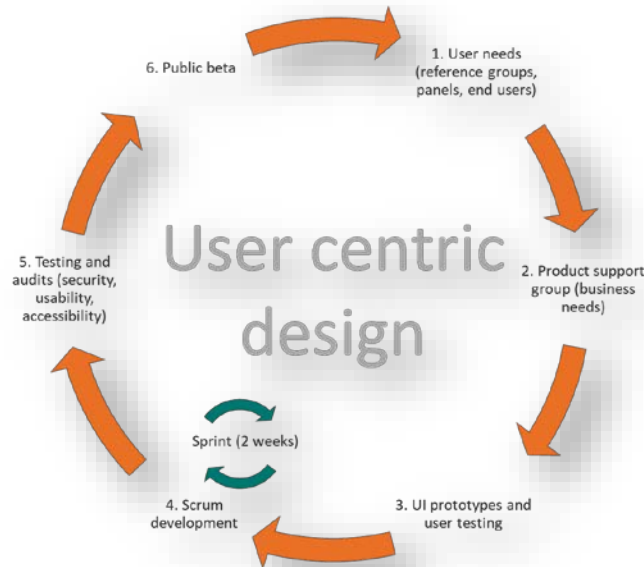 6. Public beta
1. User needs
(reference groups,
panels, end users)
User centric
design
5. Testing and
audits (security,
usability,
accessibility)
2. Product support
group (business
needs)
Sprint (2 weeks)
4. Scrum
development
3. UI prototypes and
user testing